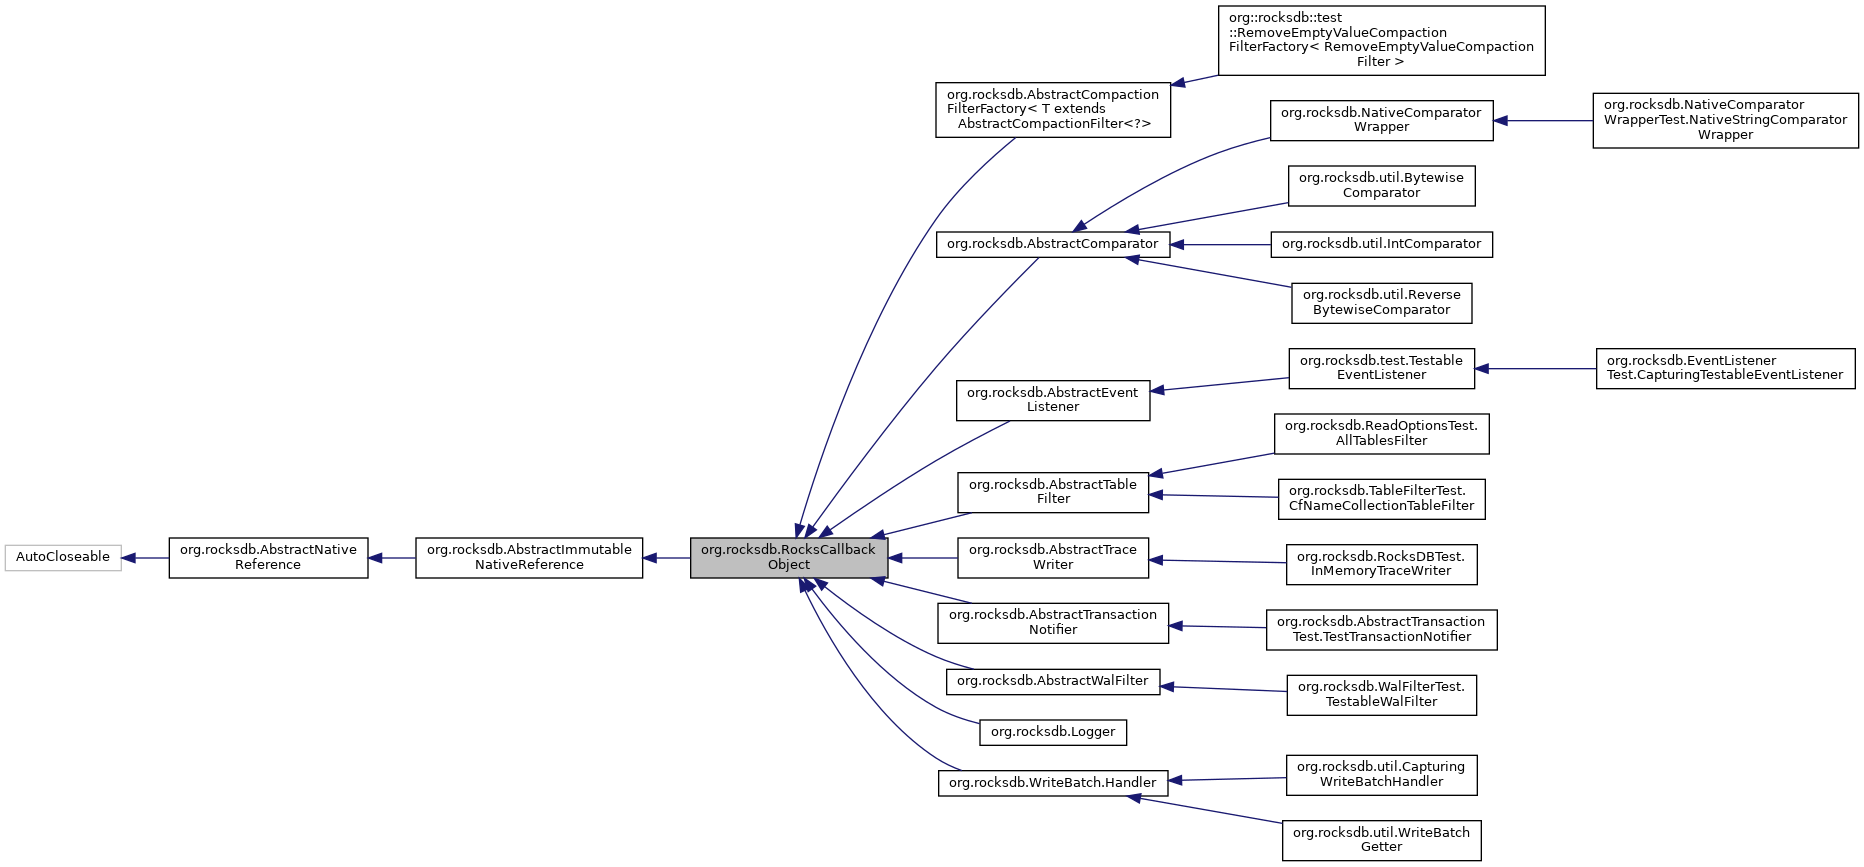 AutoCloseable
org.rocksdb.AbstractNative
Reference
org.rocksdb.AbstractImmutable
NativeReference
org.rocksdb.RocksCallback
Object
org.rocksdb.AbstractCompaction
FilterFactory< T extends
AbstractCompactionFilter<?>
org::rocksdb::test
::RemoveEmptyValueCompaction
FilterFactory< RemoveEmptyValueCompaction
Filter >
org.rocksdb.AbstractComparator
org.rocksdb.NativeComparator
Wrapper
org.rocksdb.NativeComparator
WrapperTest.NativeStringComparator
Wrapper
org.rocksdb.util.Bytewise
Comparator
org.rocksdb.util.IntComparator
org.rocksdb.util.Reverse
BytewiseComparator
org.rocksdb.AbstractEvent
Listener
org.rocksdb.test.Testable
EventListener
org.rocksdb.EventListener
Test.CapturingTestableEventListener
org.rocksdb.AbstractTable
Filter
org.rocksdb.ReadOptionsTest.
AllTablesFilter
org.rocksdb.TableFilterTest.
CfNameCollectionTableFilter
org.rocksdb.AbstractTrace
Writer
org.rocksdb.RocksDBTest.
InMemoryTraceWriter
org.rocksdb.AbstractTransaction
Notifier
org.rocksdb.AbstractTransaction
Test.TestTransactionNotifier
org.rocksdb.AbstractWalFilter
org.rocksdb.WalFilterTest.
TestableWalFilter
org.rocksdb.Logger
org.rocksdb.WriteBatch.Handler
org.rocksdb.util.Capturing
WriteBatchHandler
org.rocksdb.util.WriteBatch
Getter